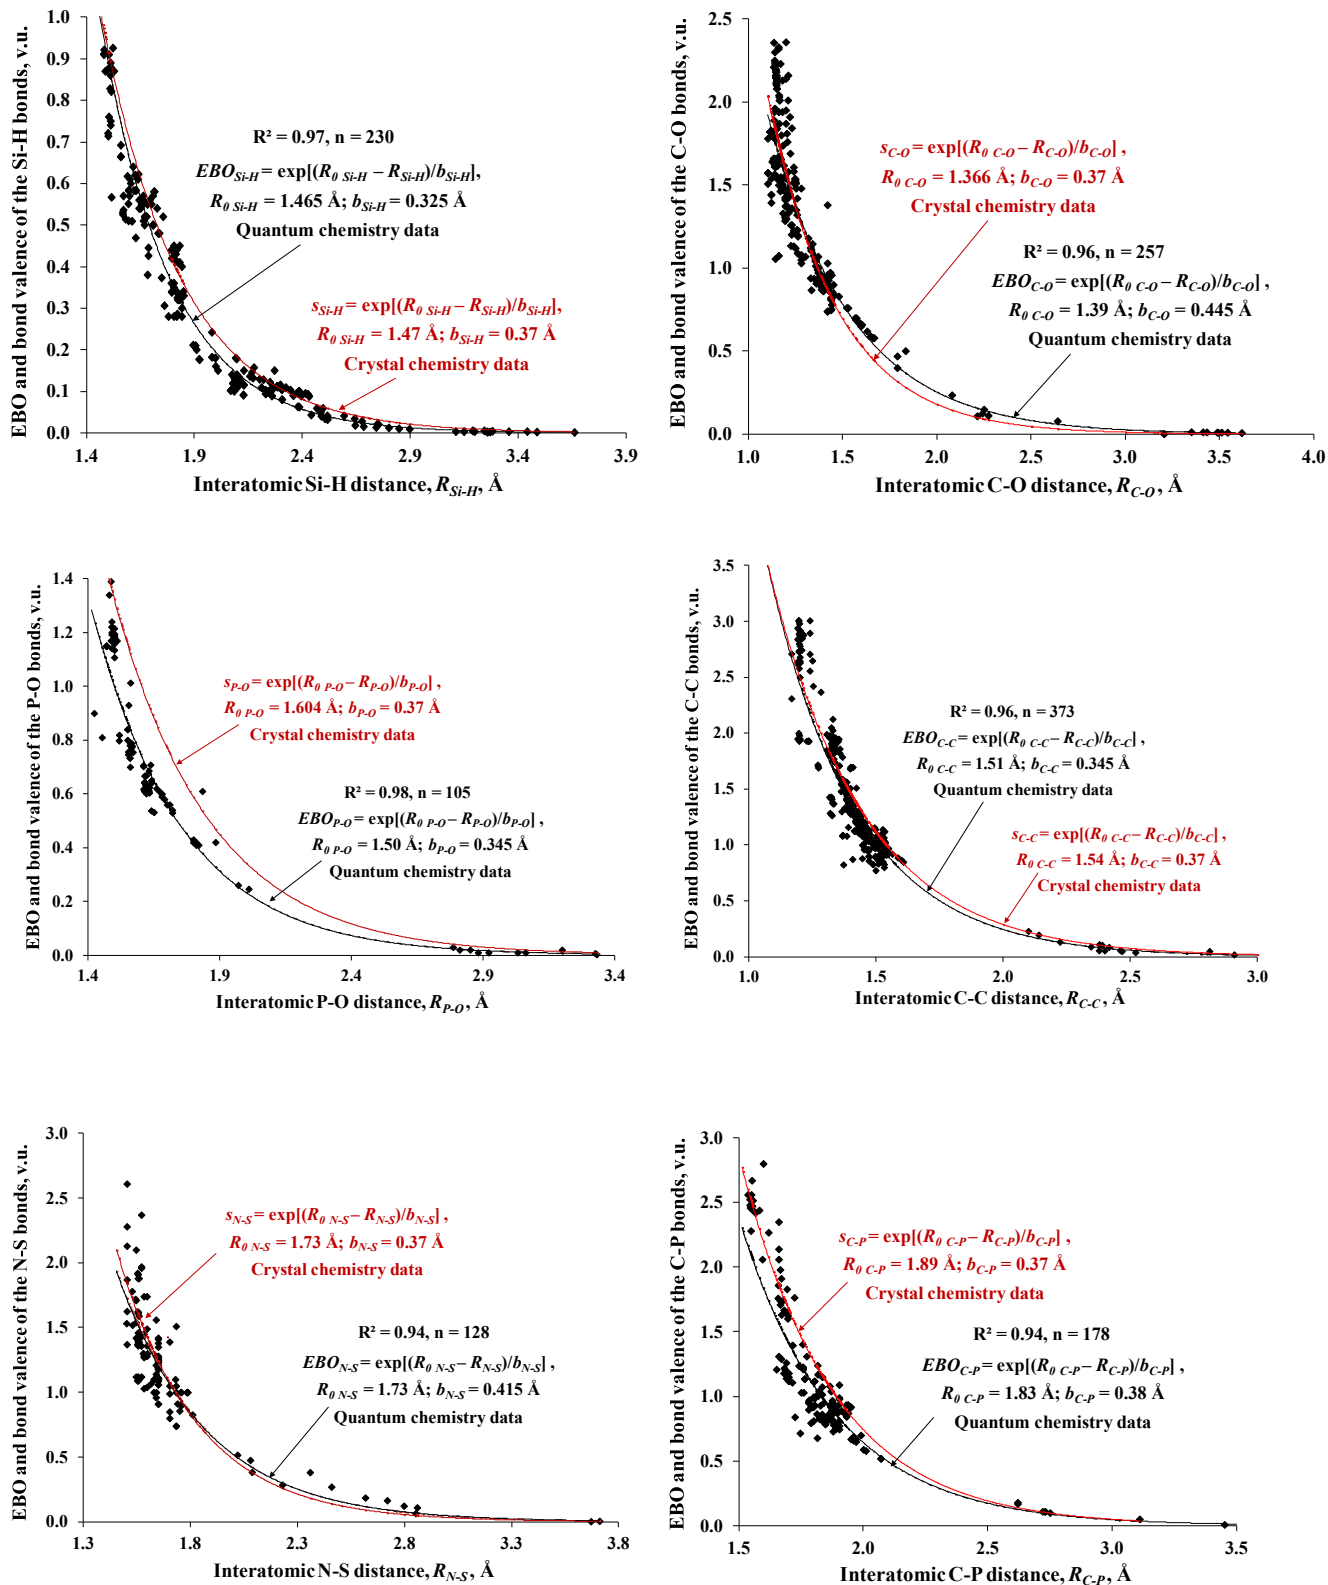 EBO and bond valence of the Si-H bonds, v.u.
1.0
0.9
0.8
0.7
0.6
0.5
0.4
0.3
0.2
0.1
0.0
R² = 0.97, n = 230
EBO Si-H = exp[(R0 Si-H – RSi-H)/bSi-H],
R0 Si-H = 1.465 Å; bSi-H = 0.325 Å
Quantum chemistry data
sSi-H = exp[(R0 Si-H – RSi-H)/bSi-H],
R0 Si-H = 1.47 Å; bSi-H = 0.37 Å
Crystal chemistry data
1.4 1.9 2.4 2.9 3.4 3.9
Interatomic Si-H distance, RSi-H, Å
EBO and bond valence of the C-O bonds, v.u.
2.5
2.0
1.5
1.0
0.5
0.0
sC-O = exp[(R0 C-O – RC-O)/bC-O] ,
R0 C-O = 1.366 Å; bC-O = 0.37 Å
Crystal chemistry data
R² = 0.96, n = 257
EBOC-O = exp[(R0 C-O – RC-O)/bC-O] ,
R0 C-O = 1.39 Å; bC-O = 0.445 Å
Quantum chemistry data
1.0 1.5 2.0 2.5 3.0 3.5 4.0
Interatomic C-O distance, RC-O, Å
EBO and bond valence of the P-O bonds, v.u.
1.4
1.2
1.0
0.8
0.6
0.4
0.2
0.0
sP-O = exp[(R0 P-O – RP-O)/bP-O] ,
R0 P-O = 1.604 Å; bP-O = 0.37 Å
Crystal chemistry data
R² = 0.98, n = 105
EBOP-O = exp[(R0 P-O – RP-O)/bP-O] ,
R0 P-O = 1.50 Å; bP-O = 0.345 Å
Quantum chemistry data
1.4 1.9 2.4 2.9 3.4
Interatomic P-O distance, RP-O, Å
EBO and bond valence of the C-C bonds, v.u.
3.5
3.0
2.5
2.0
1.5
1.0
0.5
0.0
R² = 0.96, n = 373
EBOC-C = exp[(R0 C-C – RC-C)/bC-C] ,
R0 C-C = 1.51 Å; bC-C = 0.345 Å
Quantum chemistry data
sC-C = exp[(R0 C-C – RC-C)/bC-C] ,
R0 C-C = 1.54 Å; bC-C = 0.37 Å
Crystal chemistry data
1.0 1.5 2.0 2.5 3.0
Interatomic C-C distance, RC-C, Å
EBO and bond valence of the N-S bonds, v.u.
3.0
2.5
2.0
1.5
1.0
0.5
0.0
sN-S = exp[(R0 N-S – RN-S)/bN-S] ,
R0 N-S = 1.73 Å; bN-S = 0.37 Å
Crystal chemistry data
R² = 0.94, n = 128
EBON-S = exp[(R0 N-S – RN-S)/bN-S] ,
R0 N-S = 1.73 Å; bN-S = 0.415 Å
Quantum chemistry data
1.3 1.8 2.3 2.8 3.3 3.8
Interatomic N-S distance, RN-S, Å
EBO and bond valence of the C-P bonds, v.u.
3.0
2.5
2.0
1.5
1.0
0.5
0.0
sC-P = exp[(R0 C-P – RC-P)/bC-P] ,
R0 C-P = 1.89 Å; bC-P = 0.37 Å
Crystal chemistry data
R² = 0.94, n = 178
EBOC-P = exp[(R0 C-P – RC-P)/bC-P] ,
R0 C-P = 1.83 Å; bC-P = 0.38 Å
Quantum chemistry data
1.5 2.0 2.5 3.0 3.5
Interatomic C-P distance, RC-P, Å